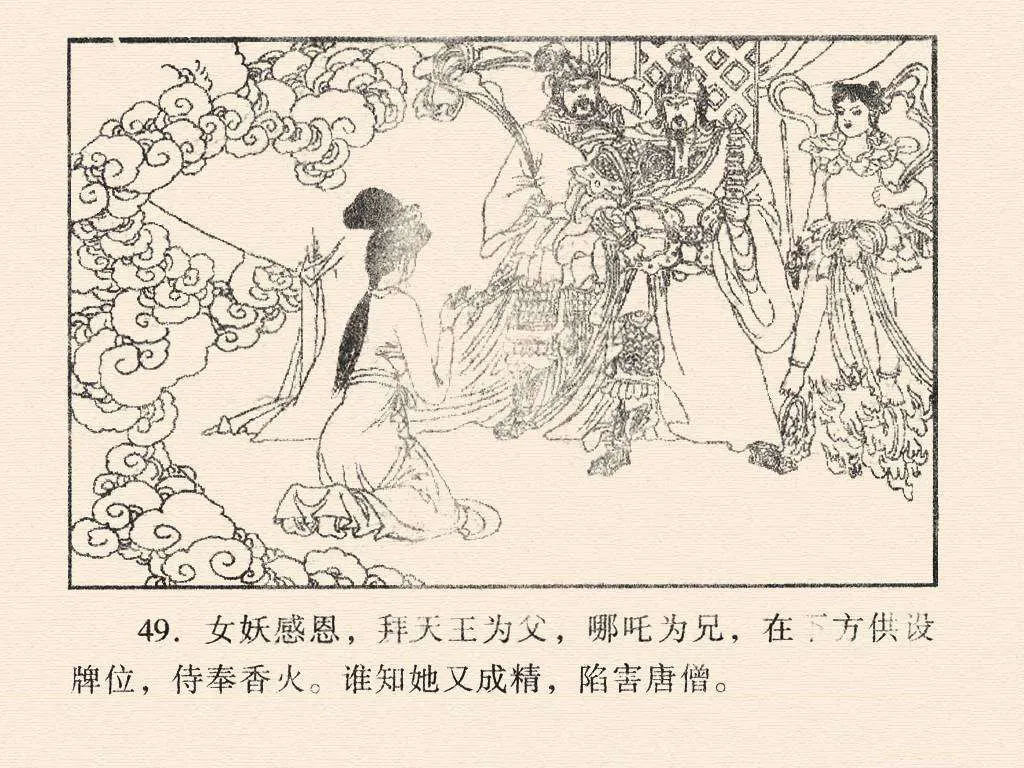 49. 女妖感恩，拜天王为父，哪吒为兄，在下方供设
牌位，侍奉香火。谁知她又成精，陷害唐僧。